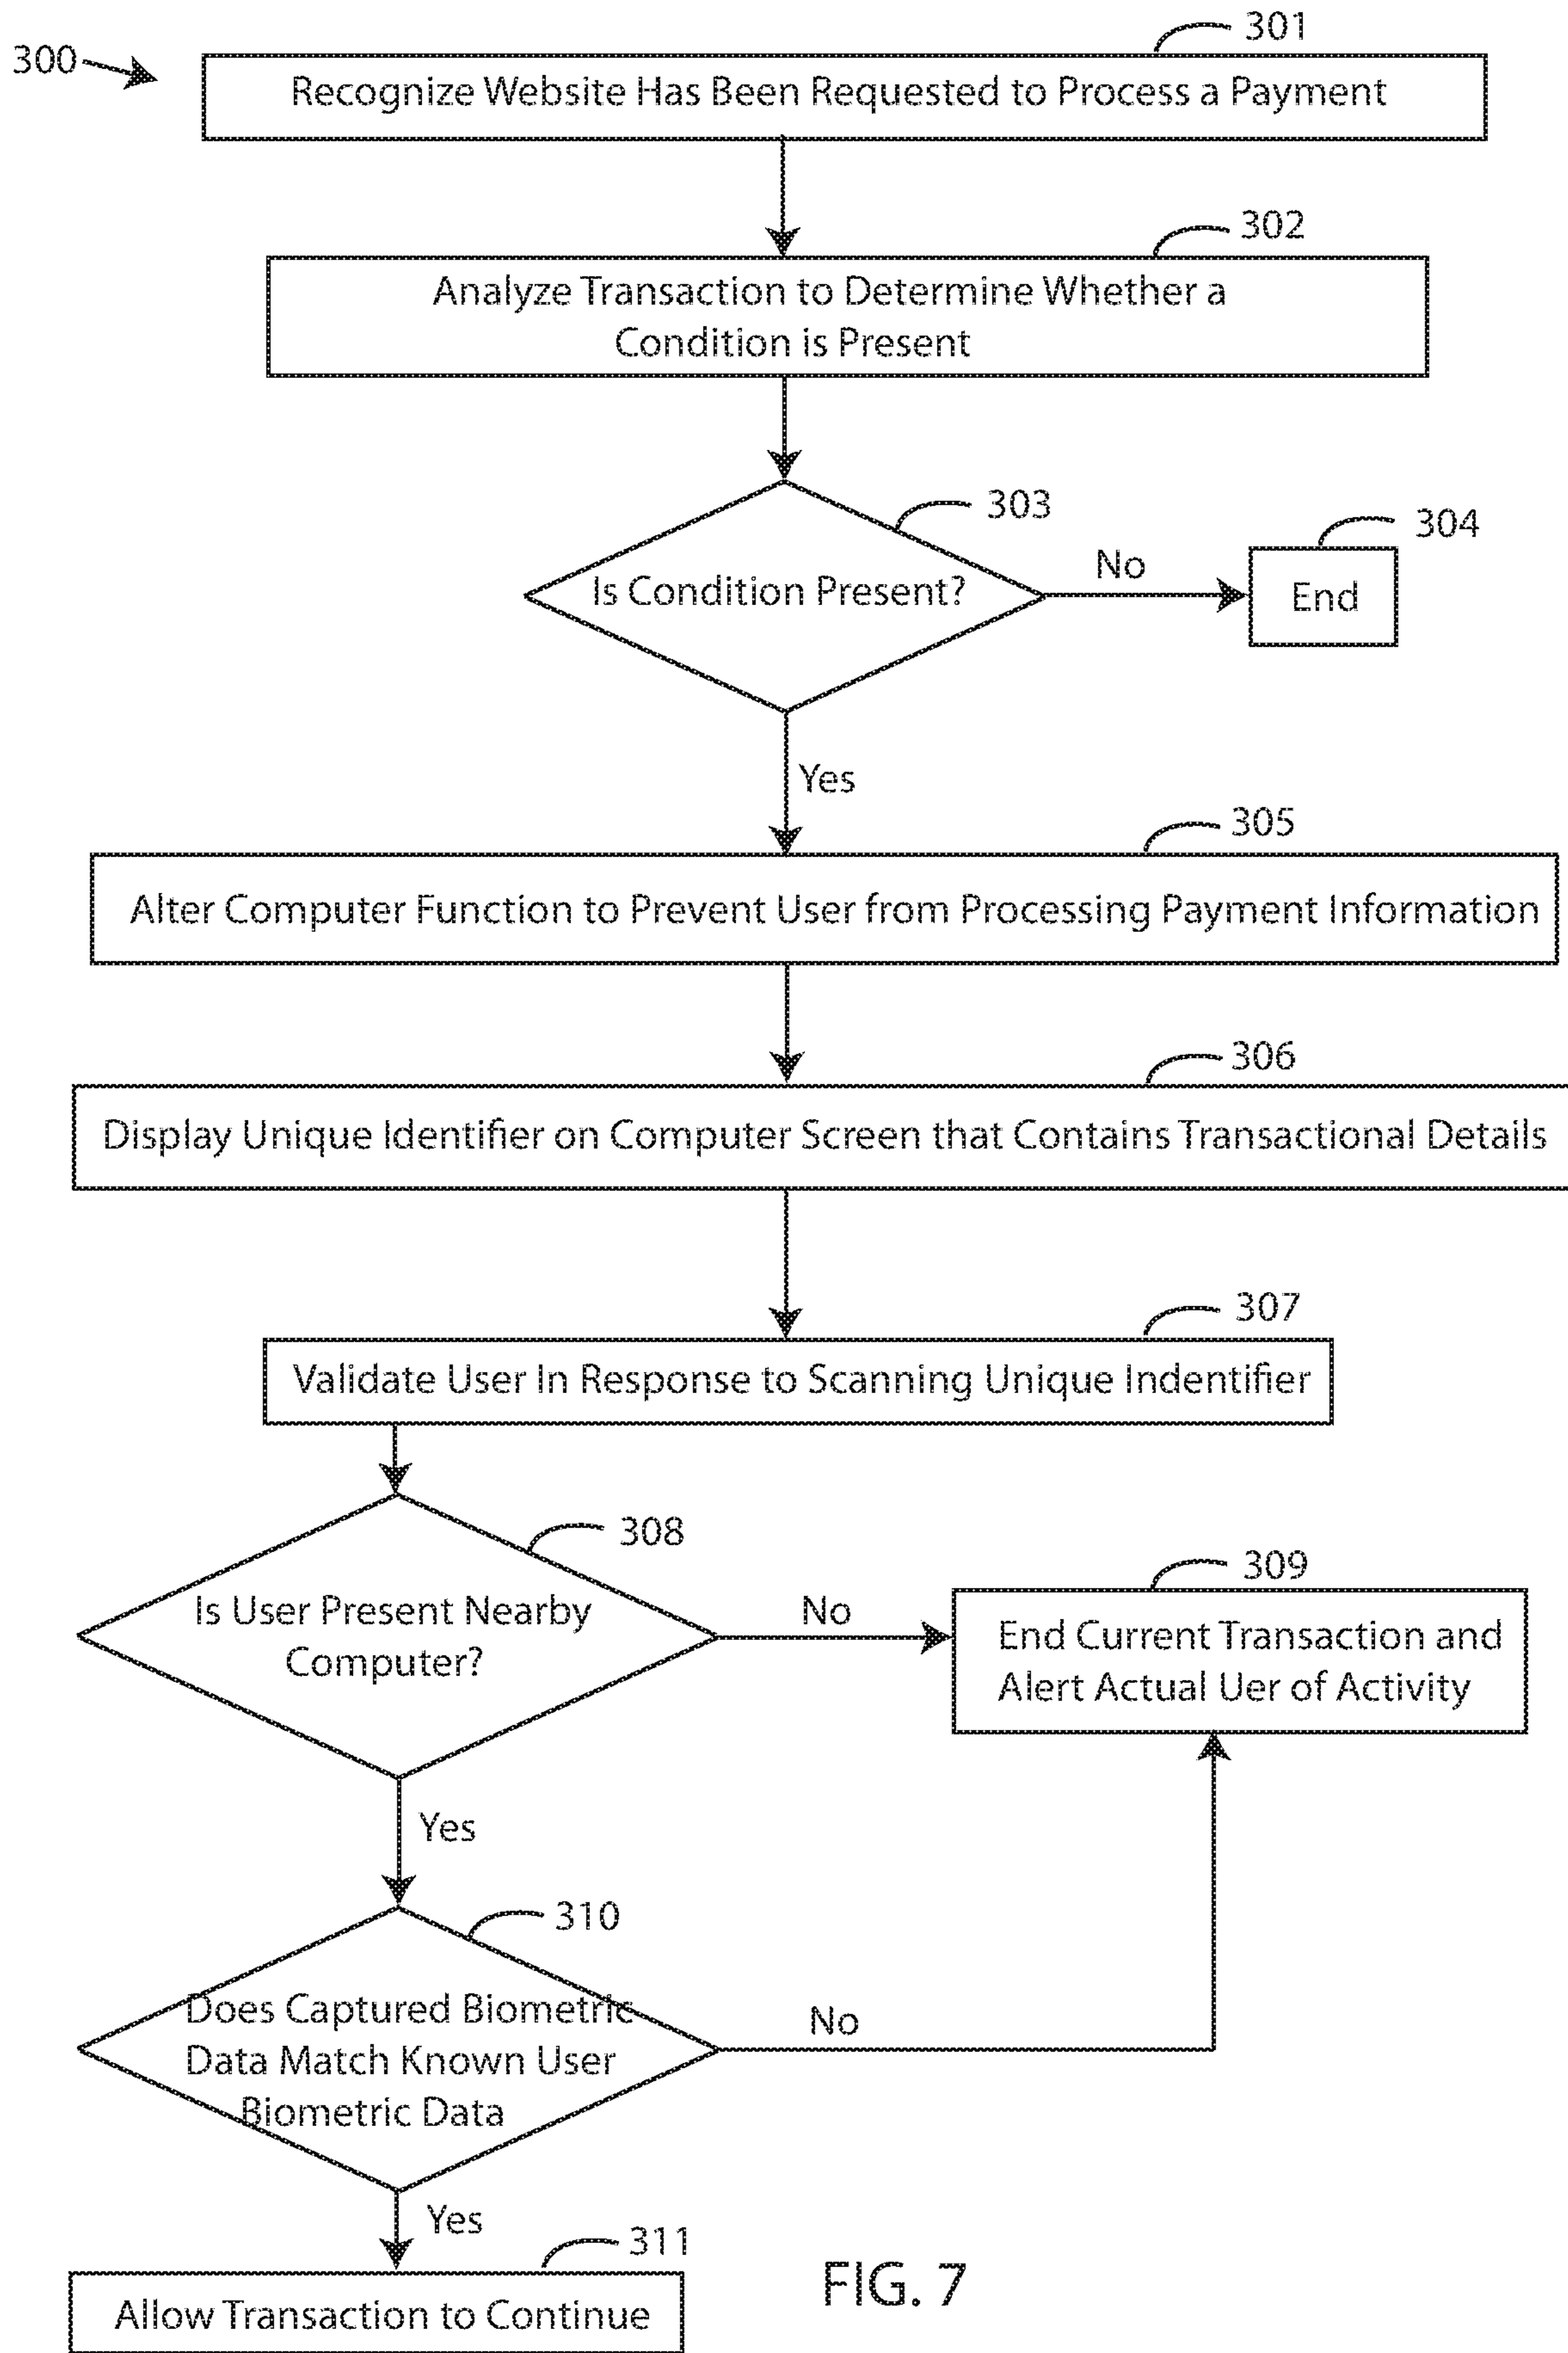 301
300
Recognize Website Has Been Requested to Process a Payment
302
Analyze Transaction to Determine Whether a
Condition is Present
303
304
Is Condition Present?
No
End
Yes
305
Alter Computer Function to Prevent User from Processing Payment Information
306
Display Unique Identifier on Computer Screen that Contains Transactional Details
307
Validate User In Response to Scanning Unique Indentifier
308
309
Is User Present Nearby
Computer?
No
End Current Transaction and
Alert Actual Uer of Activity
Yes
310
Does Captured Biometric
Data Match Known User
Biometric Data
No
Yes
311
Allow Transaction to Continue
FIG. 7